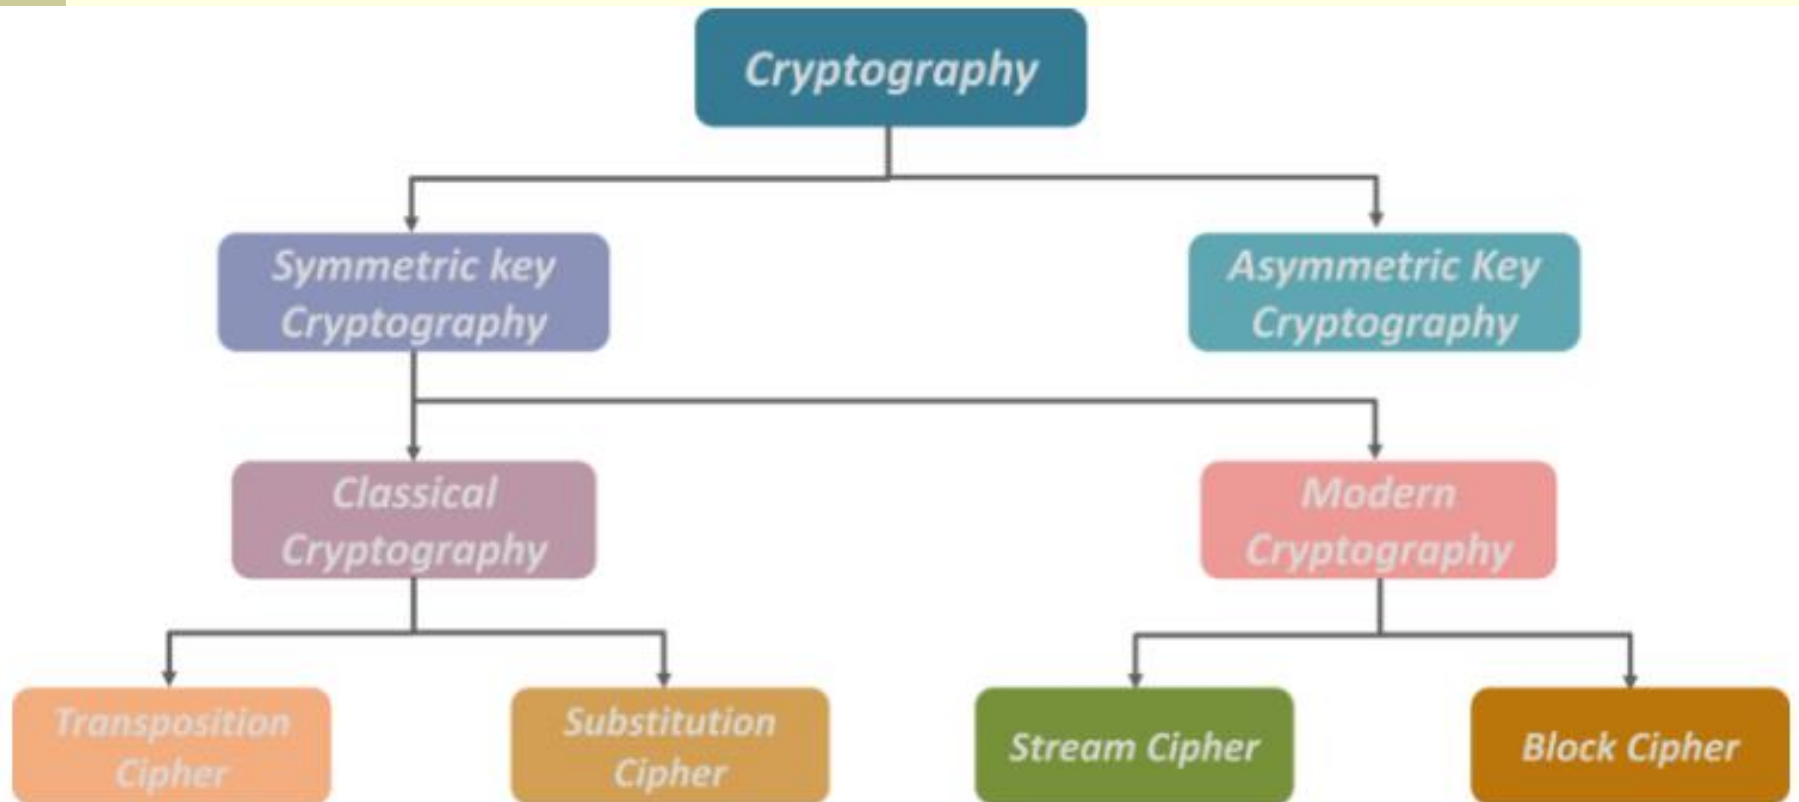 Cryptography
Symmetric key
Cryptography
Asymmetric Key
Cryptography
Classical
Cryptography
Modern
Cryptography
Transposition
Cipher
Substitution
Cipher
Stream Cipher
Block Cipher